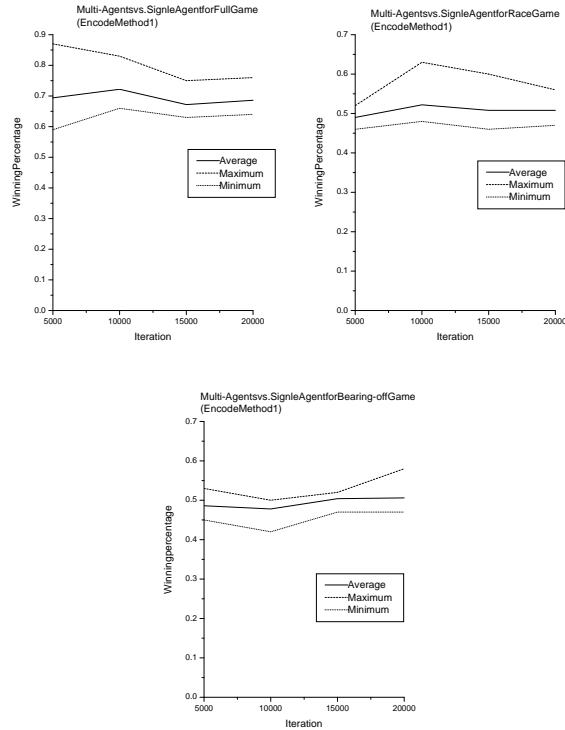 Multi-Agentsvs.SignleAgentforFullGame
(EncodeMethod1)
0.9
0.8
0.7
0.6
0.5
0.4
0.3
0.2
0.1
0.0
WinningPercentage
Average
Maximum
Minimum
5000
10000
15000
20000
Iteration
Multi-Agentsvs.SignleAgentforRaceGame
(EncodeMethod1)
0.7
0.6
0.5
0.4
0.3
0.2
0.1
0.0
WinningPercentage
Average
Maximum
Minimum
5000
10000
15000
20000
Iteration
Multi-Agentsvs.SignleAgentforBearing-offGame
(EncodeMethod1)
0.7
0.6
0.5
0.4
0.3
0.2
0.1
0.0
Winningpercentage
Average
Maximum
Minimum
5000
10000
15000
20000
Iteration